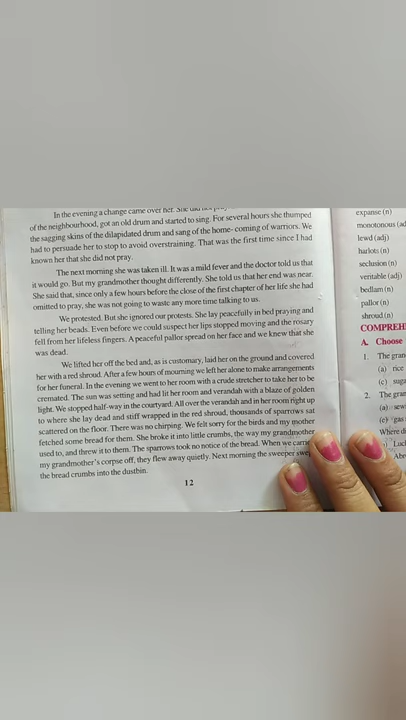 In the evening a change came over her. She did not pray
of the neighbourhood, got an old drum and started to sing. For several hours she thumped
the sagging skins of the dilapidated drum and sang of the home- coming of warriors. We
had to persuade her to stop to avoid overstraining. That was the first time since I had
known her that she did not pray.
The next morning she was taken ill. It was a mild fever and the doctor told us that
it would go. But my grandmother thought differently. She told us that her end was near.
She said that, since only a few hours before the close of the first chapter of her life she had
omitted to pray, she was not going to waste any more time talking to us.
We protested. But she ignored our protests. She lay peacefully in bed praying and
telling her beads. Even before we could suspect her lips stopped moving and the rosary
fell from her lifeless fingers. A peaceful pallor spread on her face and we knew that she
was dead.
We lifted her off the bed and, as is customary, laid her on the ground and covered
her with a red shroud. After a few hours of mourning we left her alone to make arrangements
for her funeral. In the evening we went to her room with a crude stretcher to take her to be
cremated. The sun was setting and had lit her room and verandah with a blaze of golden
light. We stopped half-way in the courtyard. All over the verandah and in her room right up
to where she lay dead and stiff wrapped in the red shroud, thousands of sparrows sat
scattered on the floor. There was no chirping. We felt sorry for the birds and my mother
fetched some bread for them. She broke it into little crumbs, the way my grandmother
used to, and threw it to them. The sparrows took no notice of the bread. When we carri
my grandmother's corpse off, they flew away quietly. Next morning the sweeper swe
the bread crumbs into the dustbin.
12
expanse (n)
monotonous (ad
lewd (adj)
harlots (n)
seclusion (n)
veritable (adj)
bedlam (n)
pallor (n)
shroud (n)
COMPREH
A. Choose
1. The gran
(a) rice
(c) suga
2. The gran
(a) sew
(c) gas
Where di
Luc
Abe